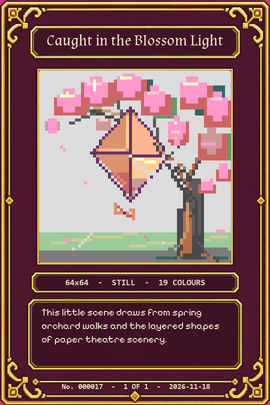 Caught in the Blossom Light
64x64 - STILL - 19 COLOURS
This little scene draws from spring
orchard walks and the layered shapes
of paper theatre scenery.
No. 000017 - 1 OF 1 - 2026-11-18